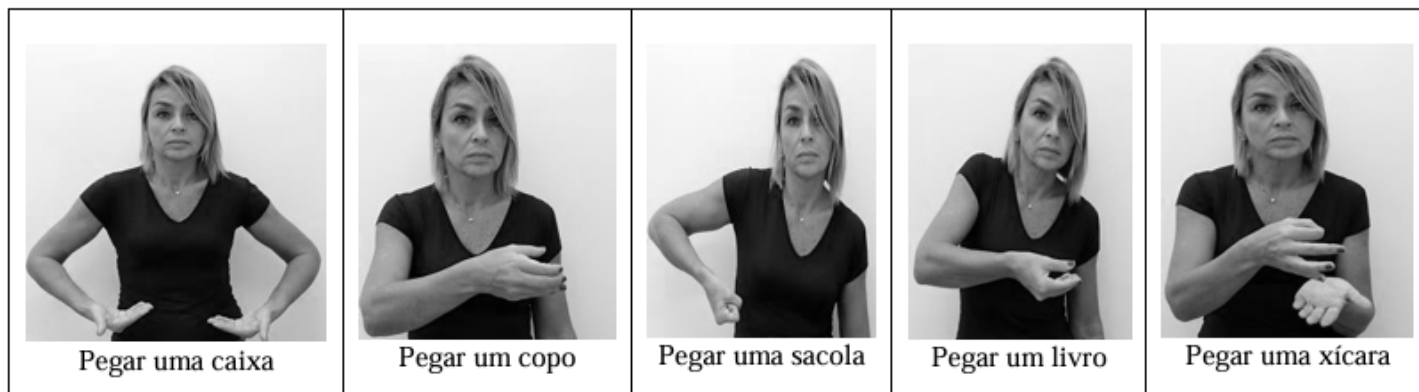 Pegar uma caixa
Pegar um copo
Pegar uma sacola
Pegar um livro
Pegar uma xícara